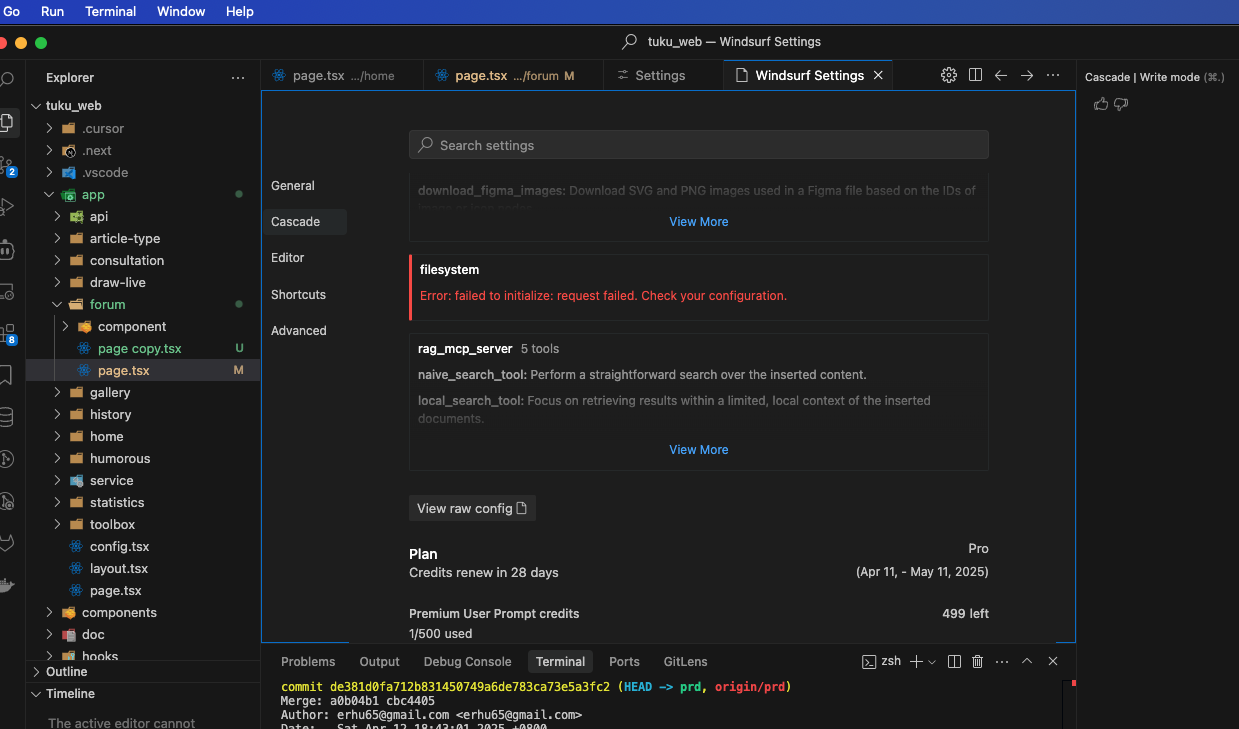 Go Run Terminal Window Help
tuku_web — Windsurf Settings
Explorer
page.tsx .../home
page.tsx .../forum M
Settings
Windsurf Settings
Cascade | Write mode (⌘.)
tuku_web
.cursor
.next
.vscode
app
api
article-type
consultation
draw-live
forum
component
page copy.tsx U
page.tsx M
gallery
history
home
humorous
service
statistics
toolbox
config.tsx
layout.tsx
page.tsx
components
doc
hooks
Outline
Timeline
The active editor cannot
2
8
Search settings
General
Cascade
Editor
Shortcuts
Advanced
download_figma_images: Download SVG and PNG images used in a Figma file based on the IDs of
View More
filesystem
Error: failed to initialize: request failed. Check your configuration.
rag_mcp_server 5 tools
naive_search_tool: Perform a straightforward search over the inserted content.
local_search_tool: Focus on retrieving results within a limited, local context of the inserted
documents.
View More
View raw config
Plan
Pro
Credits renew in 28 days
(Apr 11, - May 11, 2025)
Premium User Prompt credits
499 left
1/500 used
Problems Output Debug Console Terminal Ports GitLens
zsh
commit de381d0fa712b831450749a6de783ca73e5a3fc2 (HEAD -> prd, origin/prd)
Merge: a0b04b1 cbc4405
Author: erhu65@gmail.com <erhu65@gmail.com>
Date: Sat Apr 12 18:43:01 2025 +0800